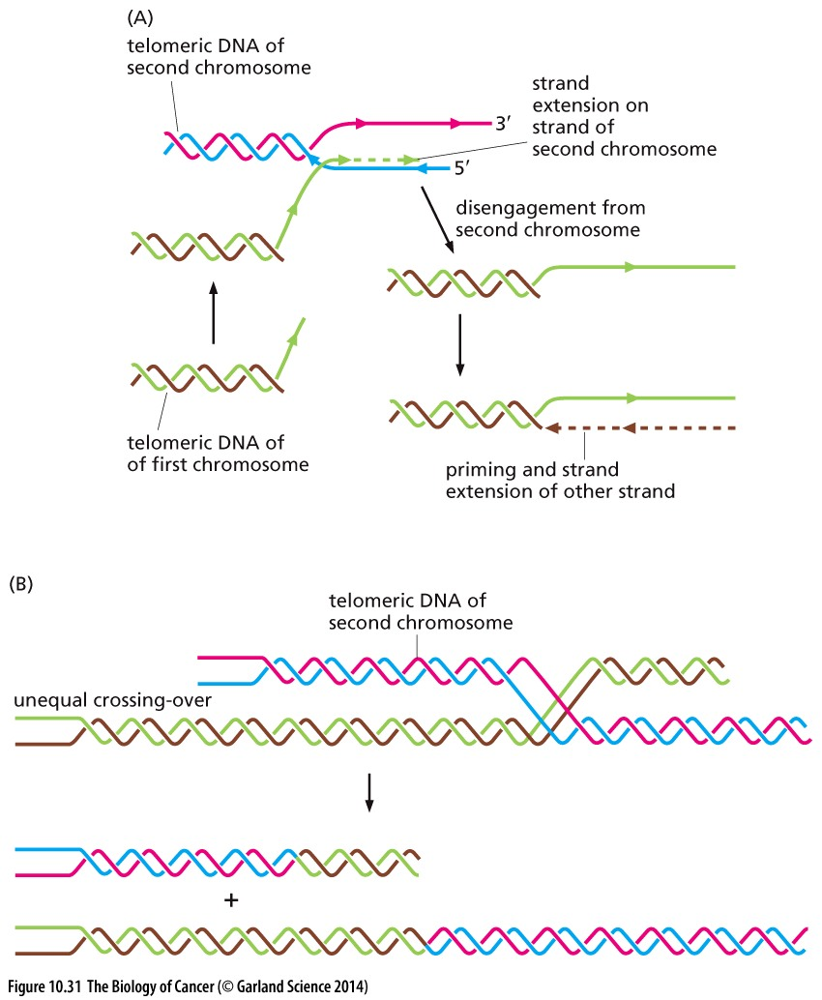 (A)
telomeric DNA of
second chromosome
strand
extension on
strand of
second chromosome
3′
5′
disengagement from
second chromosome
telomeric DNA of
of first chromosome
priming and strand
extension of other strand
(B)
telomeric DNA of
second chromosome
unequal crossing-over
+
Figure 10.31 The Biology of Cancer (© Garland Science 2014)